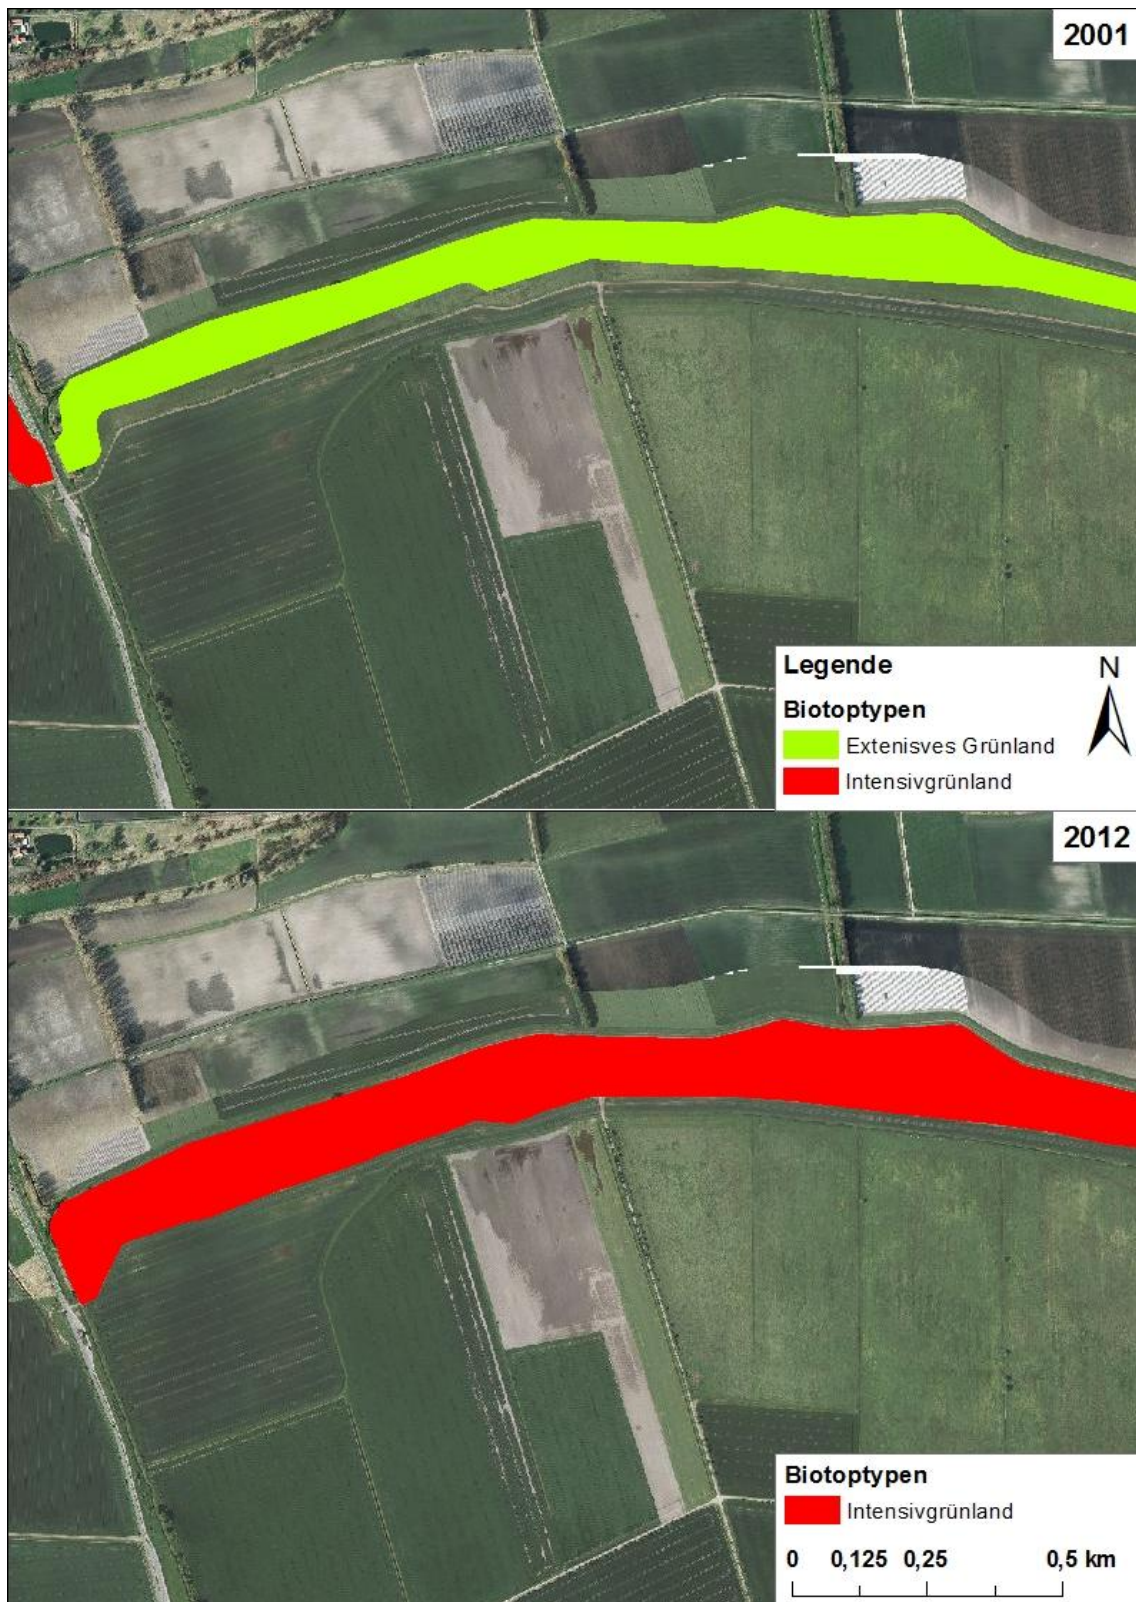 2001
Legende
N
Biotoptypen
Extenisves Grünland
Intensivgrünland
2012
Biotoptypen
Intensivgrünland
0 0,125 0,25 0,5 km